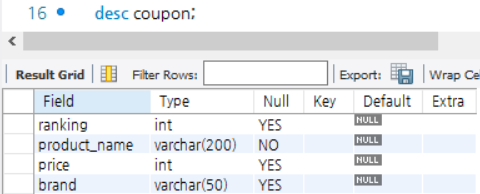 16 desc coupon;
Result Grid Filter Rows: Export: Wrap Ce
Field Type Null Key Default Extra
ranking int YES NULL
product_name varchar(200) NO NULL
price int YES NULL
brand varchar(50) YES NULL